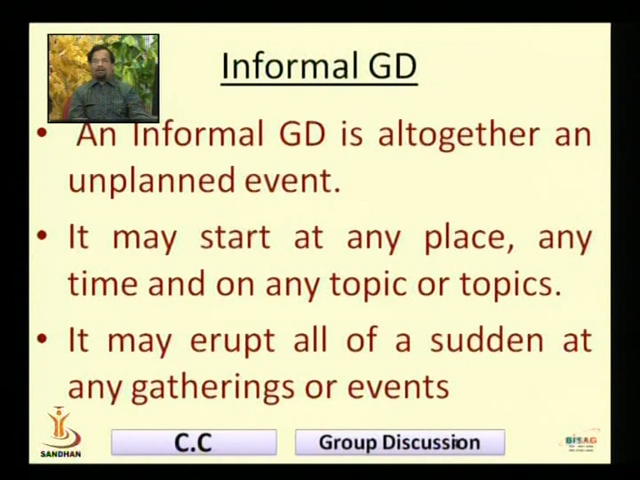 Informal GD
• An Informal GD is altogether an
unplanned event.
• It may start at any place, any
time and on any topic or topics.
• It may erupt all of a sudden at
any gatherings or events
SANDHAN
C.C
Group Discussion
BISAG